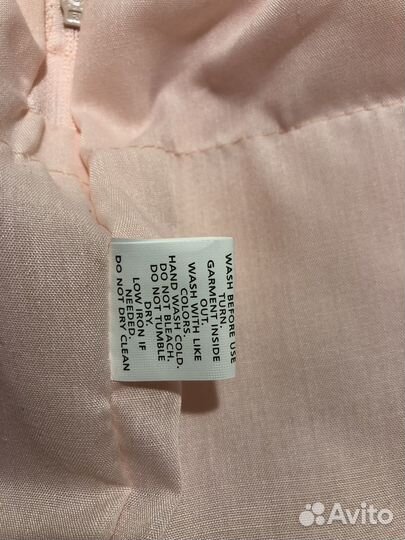 WASH BEFORE USE
TURN.
GARMENT INSIDE
OUT.
WASH WITH LIKE
COLORS.
HAND WASH COLD.
DO NOT BLEACH.
DO NOT TUMBLE
DRY.
LOW IRON IF
NEEDED.
DO NOT DRY CLEAN
Avito